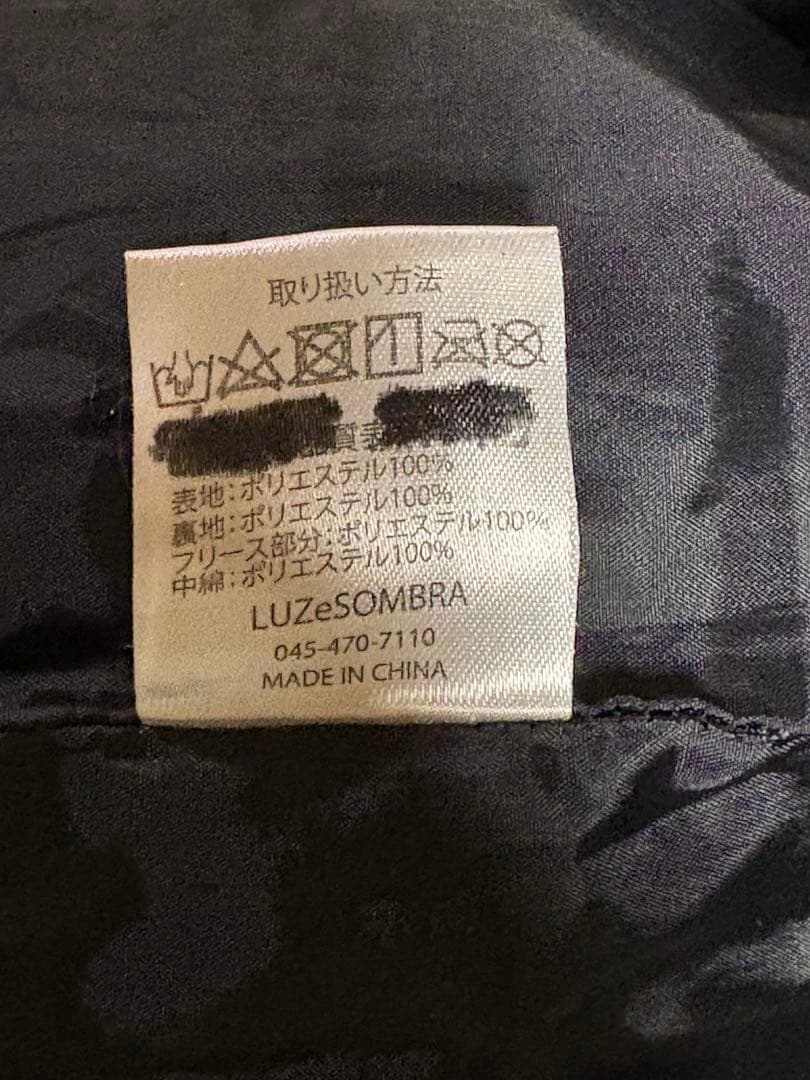 取り扱い方法
質表
表地：ポリエステル100%
裏地：ポリエステル100%
フリース部分：ポリエステル100%
中綿：ポリエステル100%
LUZeSOMBRA
045-470-7110
MADE IN CHINA